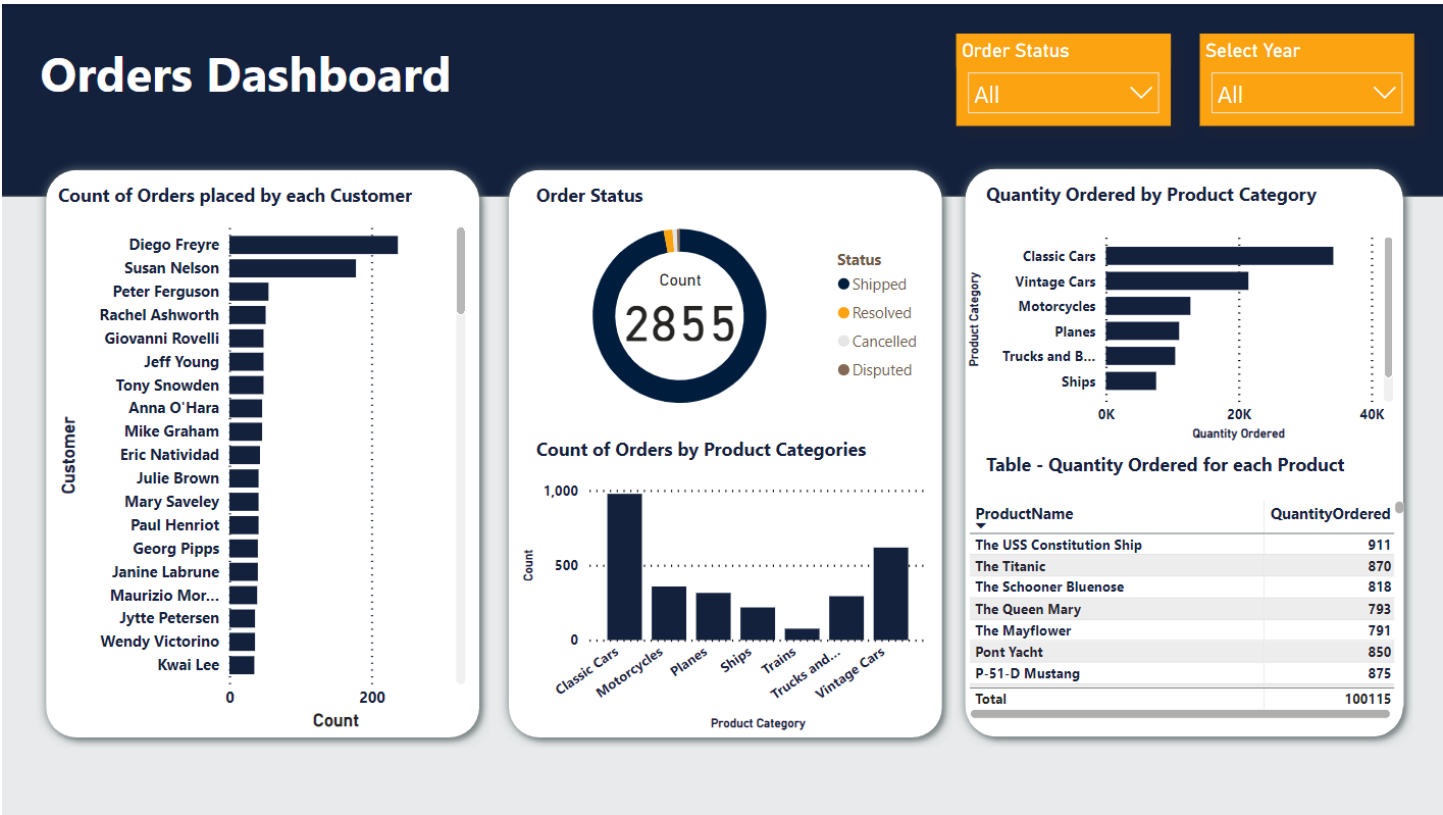 Orders Dashboard
Order Status
All
Select Year
All
Count of Orders placed by each Customer
Customer
Diego Freyre
Susan Nelson
Peter Ferguson
Rachel Ashworth
Giovanni Rovelli
Jeff Young
Tony Snowden
Anna O'Hara
Mike Graham
Eric Natividad
Julie Brown
Mary Saveley
Paul Henriot
Georg Pipps
Janine Labrune
Maurizio Mor...
Jytte Petersen
Wendy Victorino
Kwai Lee
0 200
Count
Order Status
Count
2855
Status
Shipped
Resolved
Cancelled
Disputed
Count of Orders by Product Categories
Count
1,000
500
0
Classic Cars Motorcycles Planes Ships Trains Trucks and... Vintage Cars
Product Category
Quantity Ordered by Product Category
Product Category
Classic Cars
Vintage Cars
Motorcycles
Planes
Trucks and B...
Ships
0K 20K 40K
Quantity Ordered
Table - Quantity Ordered for each Product
ProductName QuantityOrdered
The USS Constitution Ship 911
The Titanic 870
The Schooner Bluenose 818
The Queen Mary 793
The Mayflower 791
Pont Yacht 850
P-51-D Mustang 875
Total 100115